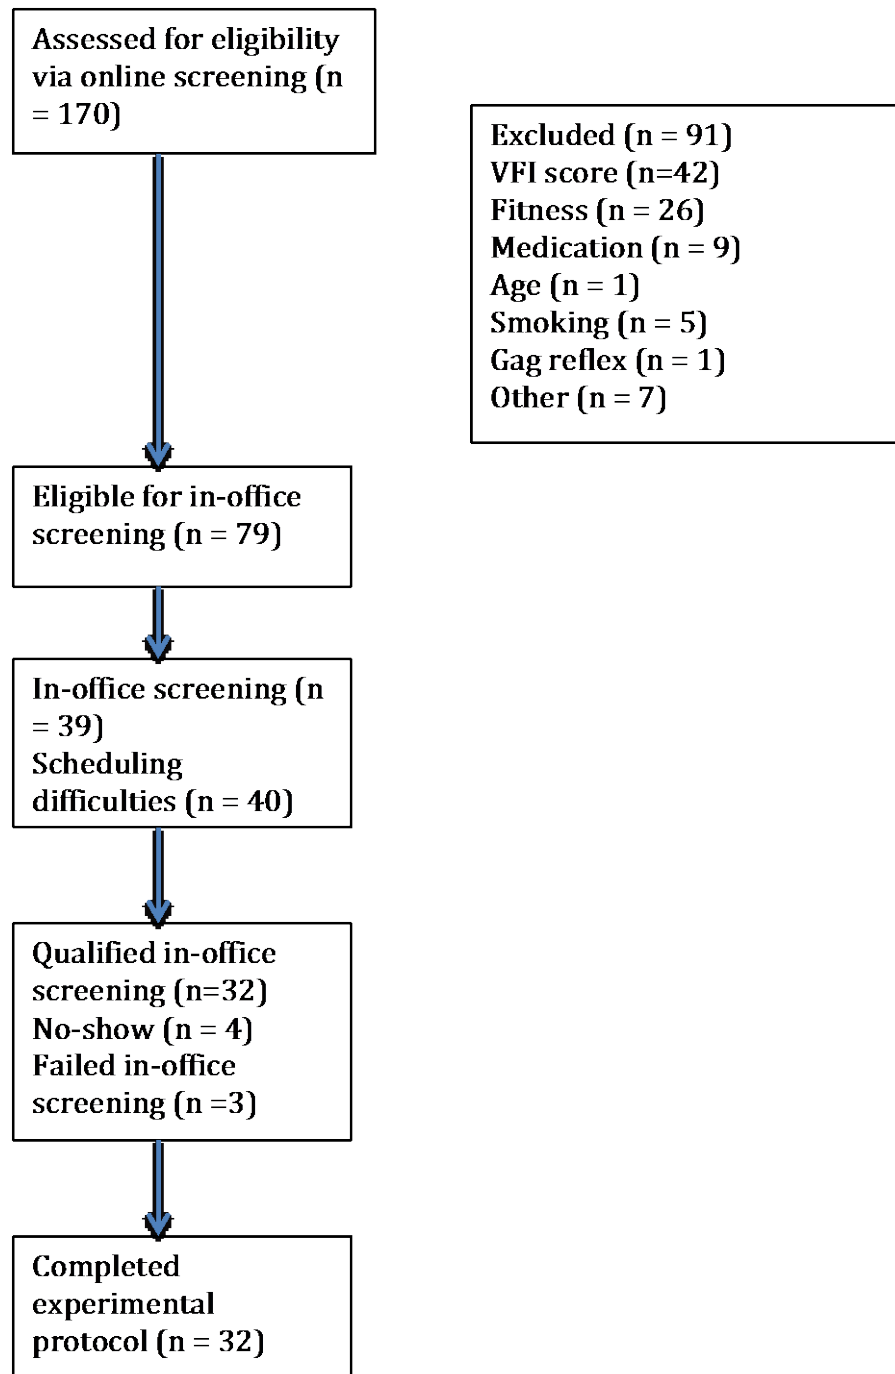 Assessed for eligibility
via online screening (n
= 170)
Excluded (n = 91)
VFI score (n=42)
Fitness (n = 26)
Medication (n = 9)
Age (n = 1)
Smoking (n = 5)
Gag reflex (n = 1)
Other (n = 7)
Eligible for in-office
screening (n = 79)
In-office screening (n
= 39)
Scheduling
difficulties (n = 40)
Qualified in-office
screening (n=32)
No-show (n = 4)
Failed in-office
screening (n =3)
Completed
experimental
protocol (n = 32)